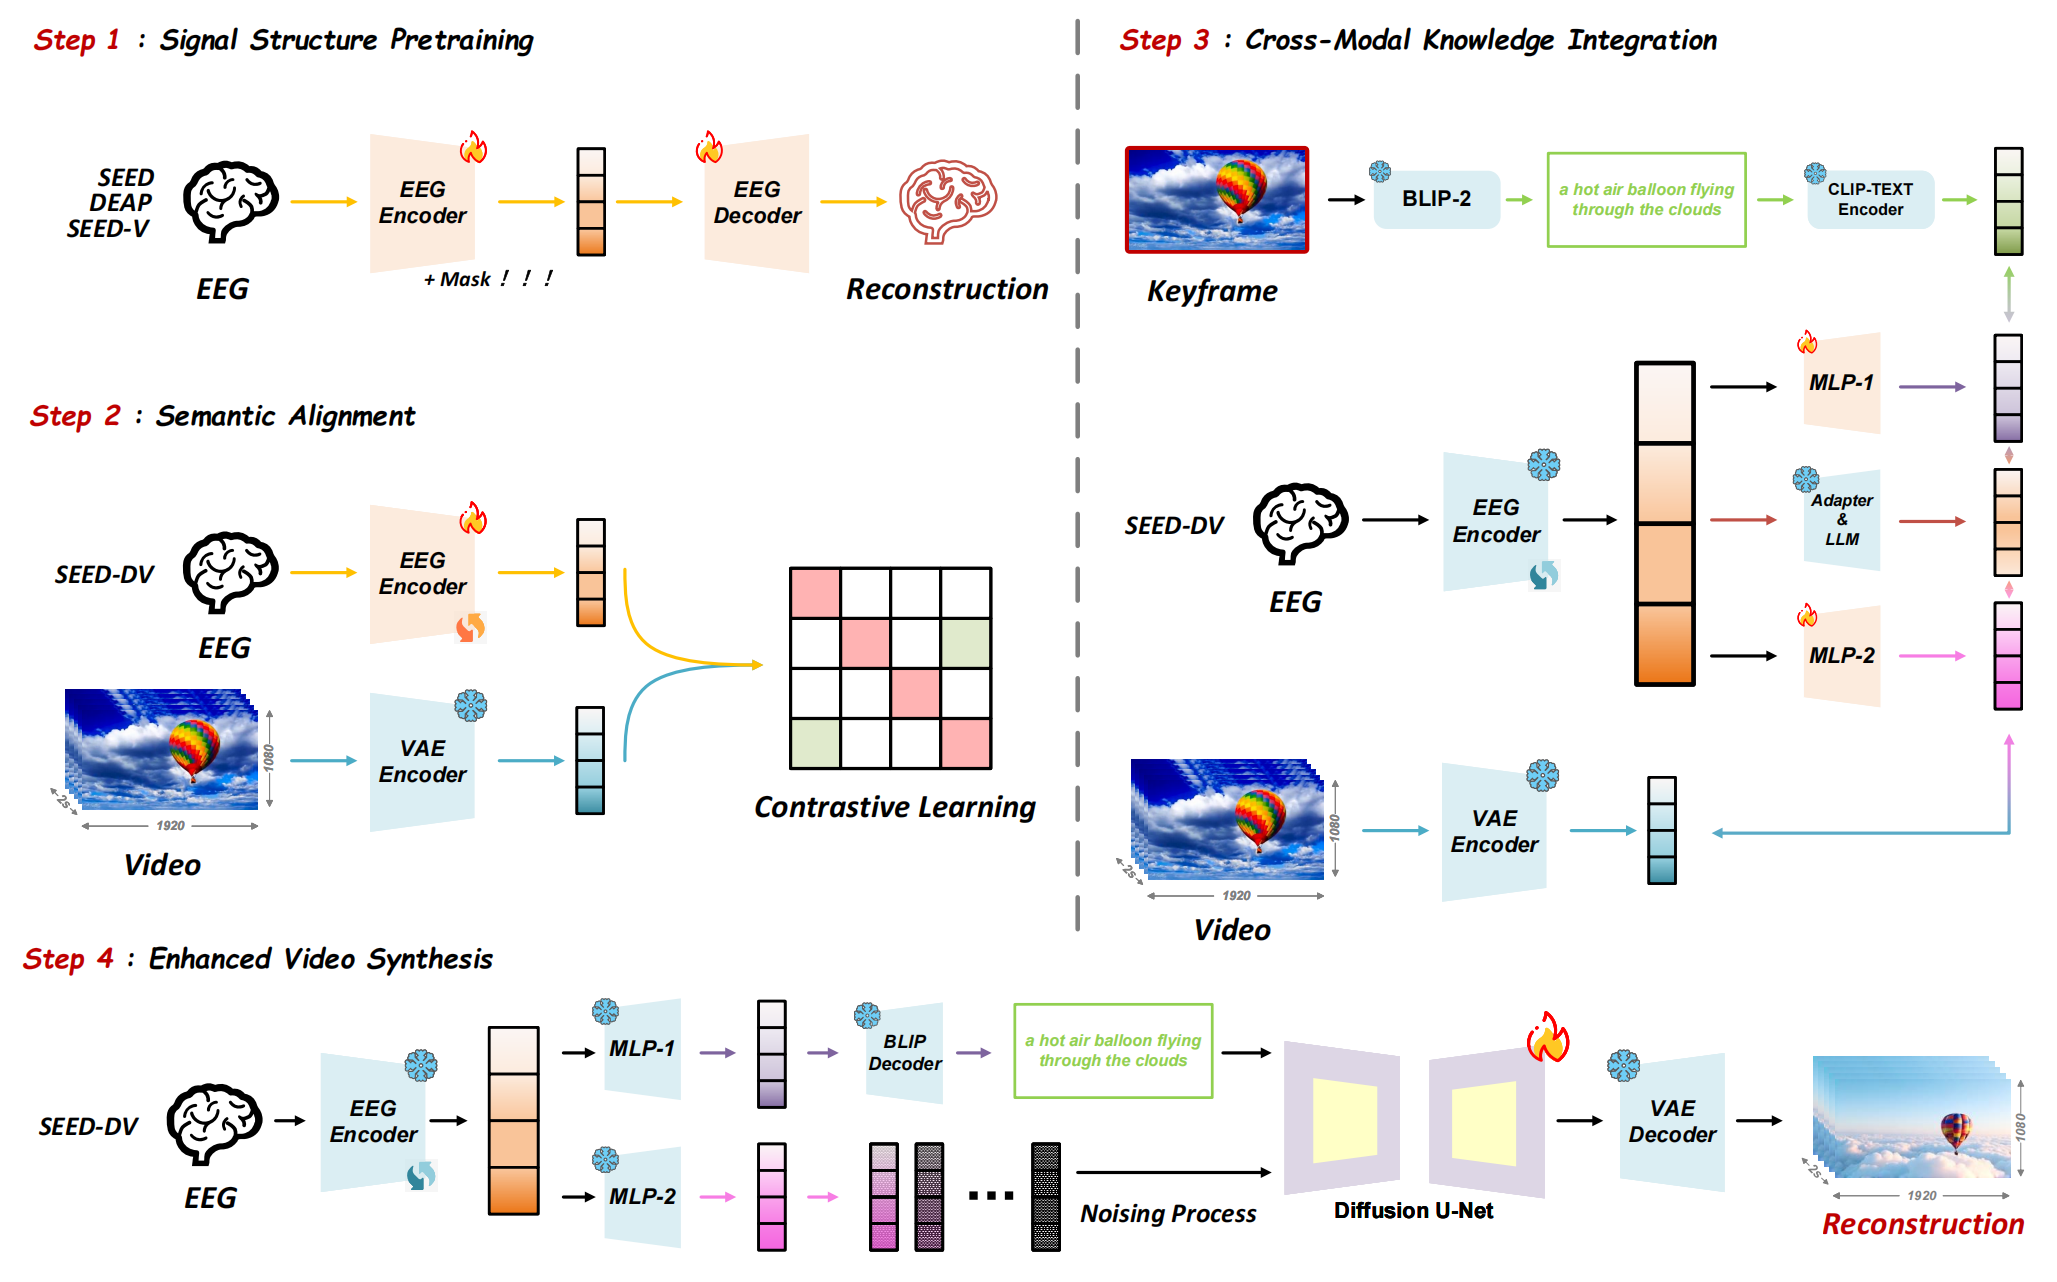 Step 1 : Signal Structure Pretraining
SEED
DEAP
SEED-V
EEG
EEG
Encoder
+ Mask ! ! !
EEG
Decoder
Reconstruction
Step 2 : Semantic Alignment
SEED-DV
EEG
EEG
Encoder
2s
1920
1080
Video
VAE
Encoder
Contrastive Learning
Step 3 : Cross-Modal Knowledge Integration
Keyframe
BLIP-2
a hot air balloon flying
through the clouds
CLIP-TEXT
Encoder
SEED-DV
EEG
EEG
Encoder
MLP-1
Adapter
&
LLM
MLP-2
2s
1920
1080
Video
VAE
Encoder
Step 4 : Enhanced Video Synthesis
SEED-DV
EEG
EEG
Encoder
MLP-1
BLIP
Decoder
a hot air balloon flying
through the clouds
MLP-2
...
Noising Process
Diffusion U-Net
VAE
Decoder
2s
1920
1080
Reconstruction